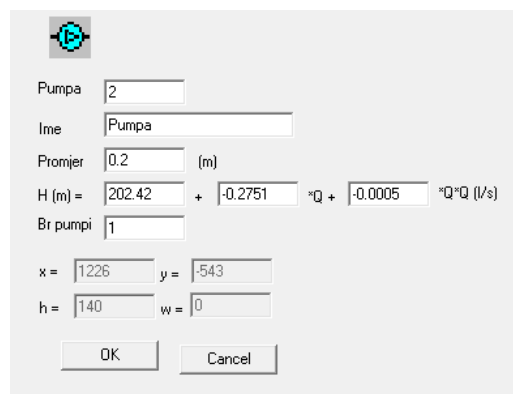 Pumpa 2
Ime Pumpa
Promjer 0.2 (m)
H (m) = 202.42 + -0.2751 *Q + -0.0005 *Q*Q (l/s)
Br pumpi 1
x = 1226 y = -543
h = 140 w = 0
OK Cancel